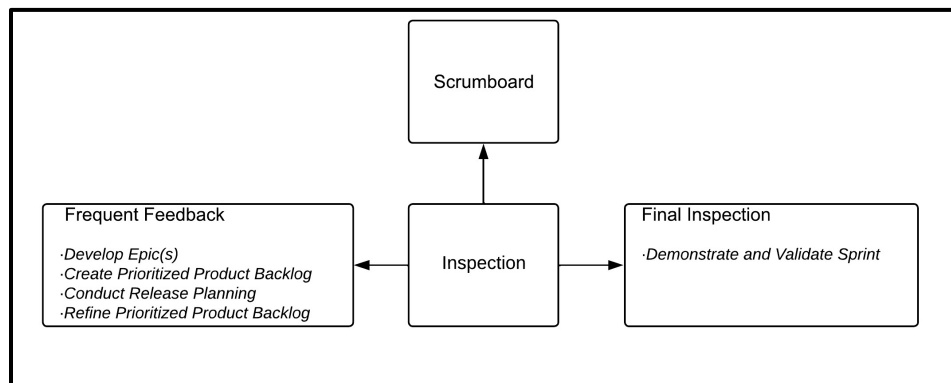 Scrumboard
Frequent Feedback
·Develop Epic(s)
·Create Prioritized Product Backlog
·Conduct Release Planning
·Refine Prioritized Product Backlog
Inspection
Final Inspection
·Demonstrate and Validate Sprint